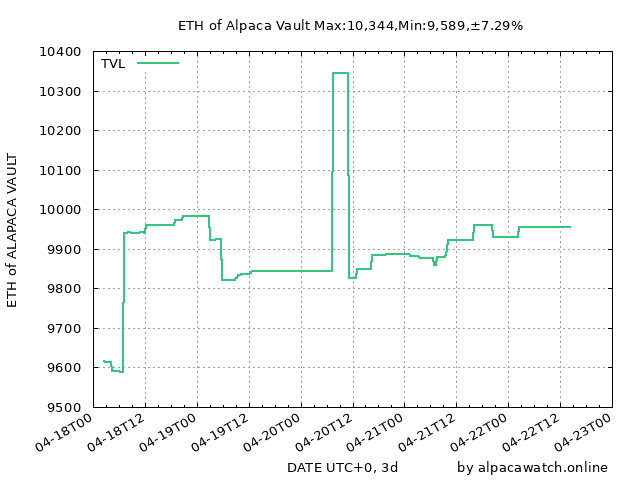 ETH of Alpaca Vault Max:10,344,Min:9,589,±7.29%
TVL
10400
10300
10200
10100
10000
9900
9800
9700
9600
9500
ETH of ALAPACA VAULT
04-18T00
04-18T12
04-19T00
04-19T12
04-20T00
04-20T12
04-21T00
04-21T12
04-22T00
04-22T12
04-23T00
DATE UTC+0, 3d
by alpacawatch.online